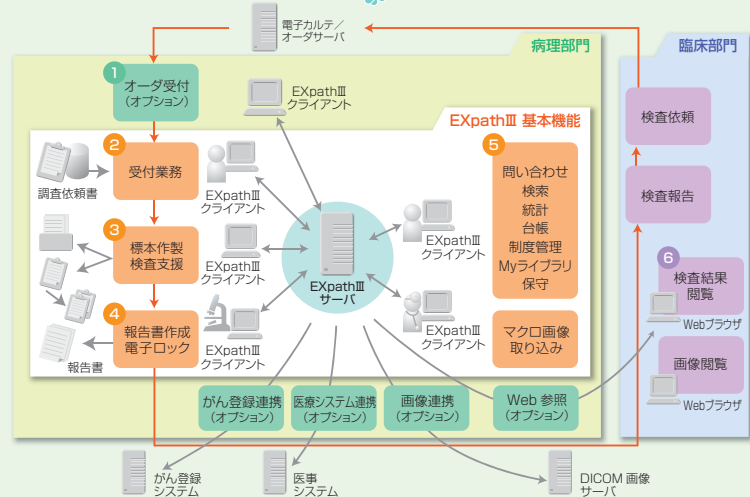 電子カルテ／
オーダサーバ
病理部門
臨床部門
1
オーダ受付
（オプション）
EXpathⅢ
クライアント
検査依頼
EXpathⅢ 基本機能
2
受付業務
調査依頼書
EXpathⅢ
クライアント
5
問い合わせ
検索
統計
台帳
制度管理
Myライブラリ
保守
検査報告
3
標本作製
検査支援
EXpathⅢ
クライアント
EXpathⅢ
サーバ
EXpathⅢ
クライアント
6
検査結果
閲覧
Webブラウザ
4
報告書作成
電子ロック
報告書
EXpathⅢ
クライアント
EXpathⅢ
クライアント
マクロ画像
取り込み
画像閲覧
Webブラウザ
がん登録連携
（オプション）
医療システム連携
（オプション）
画像連携
（オプション）
Web 参照
（オプション）
がん登録
システム
医事
システム
DICOM 画像
サーバ